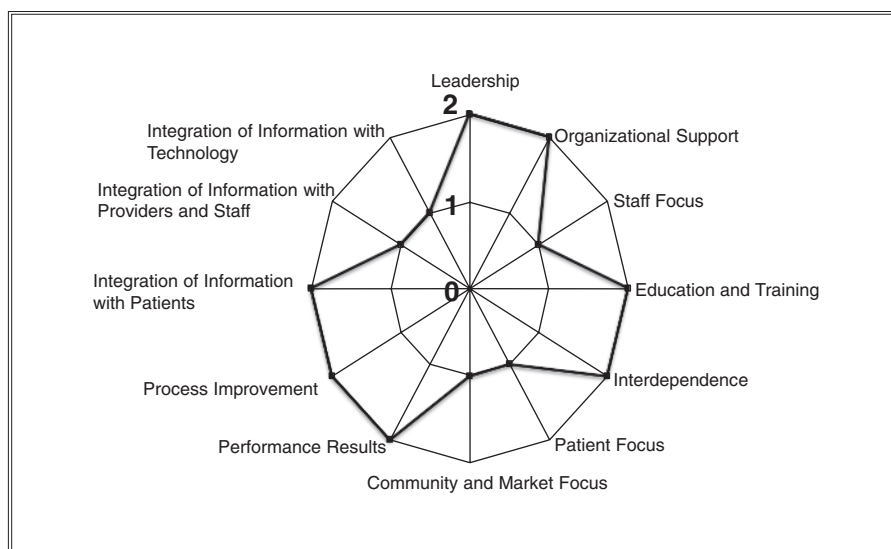 Leadership
2
Integration of Information with
Technology
Organizational Support
Integration of Information with
Providers and Staff
1
Staff Focus
Integration of Information
with Patients
0
Education and Training
Process Improvement
Interdependence
Performance Results
Patient Focus
Community and Market Focus